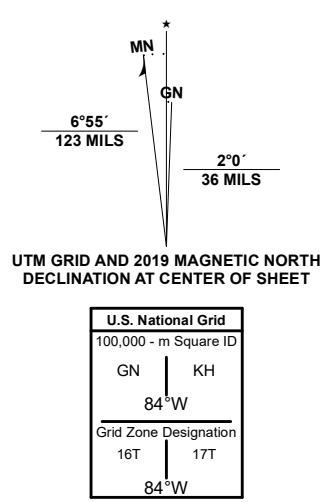 MN
GN
6°55´
123 MILS
2°0´
36 MILS
UTM GRID AND 2019 MAGNETIC NORTH
DECLINATION AT CENTER OF SHEET
U.S. National Grid
100,000 - m Square ID
GN KH
84°W
Grid Zone Designation
16T 17T
84°W